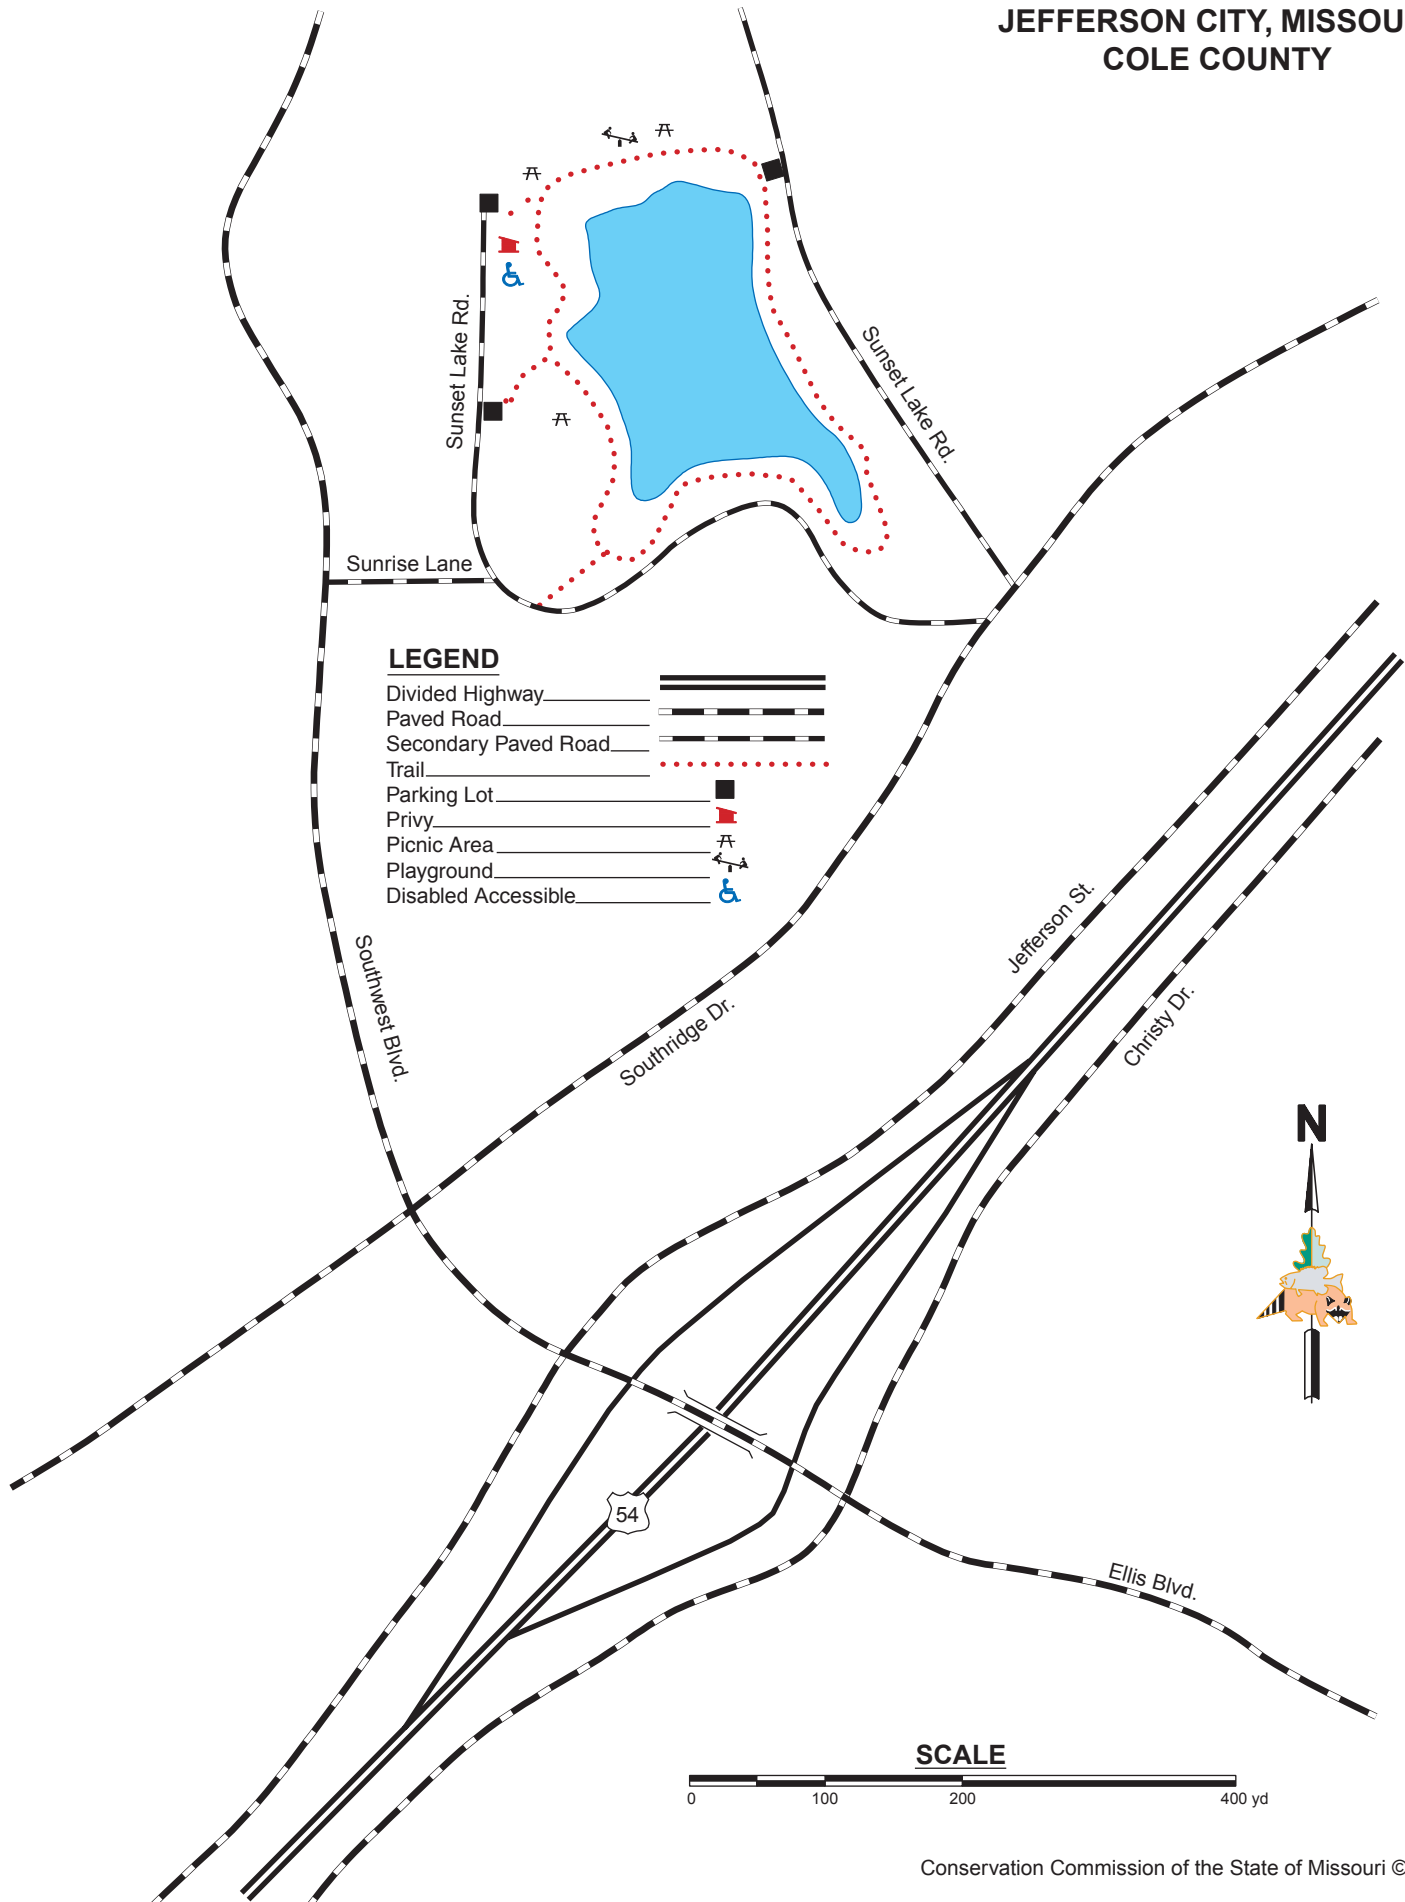 JEFFERSON CITY, MISSOU
COLE COUNTY
Sunset Lake Rd.
Sunset Lake Rd.
Sunrise Lane
LEGEND
Divided Highway
Paved Road
Secondary Paved Road
Trail
Parking Lot
Privy
Picnic Area
Playground
Disabled Accessible
Jefferson St.
Southwest Blvd.
Southridge Dr.
Christy Dr.
N
54
Ellis Blvd.
SCALE
0 100 200 400 yd
Conservation Commission of the State of Missouri ©